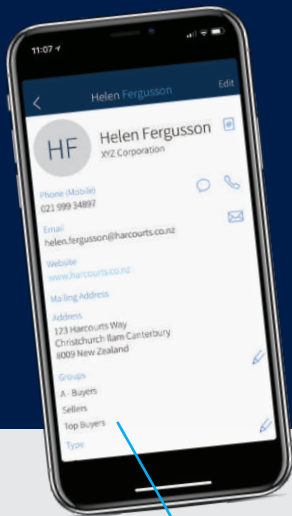 11:07
Helen Fergusson
Edit
HF
Helen Fergusson
XYZ Corporation
Phone (Mobile)
021 999 34897
Email
helen.fergusson@harcourts.co.nz
Website
www.harcourts.co.nz
Mailing Address
Address
123 Harcourts Way
Christchurch Ilam Canterbury
8009 New Zealand
Groups
A - Buyers
Sellers
Top Buyers
Type